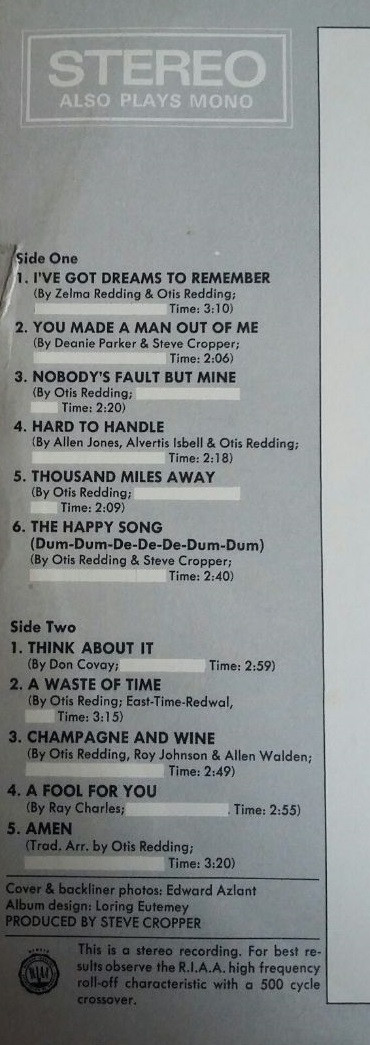 STEREO
ALSO PLAYS MONO
Side One
1. I'VE GOT DREAMS TO REMEMBER
(By Zelma Redding & Otis Redding;
Time: 3:10)
2. YOU MADE A MAN OUT OF ME
(By Deanie Parker & Steve Cropper;
Time: 2:06)
3. NOBODY'S FAULT BUT MINE
(By Otis Redding;
Time: 2:20)
4. HARD TO HANDLE
(By Allen Jones, Alvertis Isbell & Otis Redding;
Time: 2:18)
5. THOUSAND MILES AWAY
(By Otis Redding;
Time: 2:09)
6. THE HAPPY SONG
(Dum-Dum-De-De-De-Dum-Dum)
(By Otis Redding & Steve Cropper;
Time: 2:40)
Side Two
1. THINK ABOUT IT
(By Don Covay; Time: 2:59)
2. A WASTE OF TIME
(By Otis Reding; East-Time-Redwal,
Time: 3:15)
3. CHAMPAGNE AND WINE
(By Otis Redding, Roy Johnson & Allen Walden;
Time: 2:49)
4. A FOOL FOR YOU
(By Ray Charles; . Time: 2:55)
5. AMEN
(Trad. Arr. by Otis Redding;
Time: 3:20)
Cover & backliner photos: Edward Azlant
Album design: Loring Eutemey
PRODUCED BY STEVE CROPPER
This is a stereo recording. For best re-
sults observe the R.I.A.A. high frequency
roll-off characteristic with a 500 cycle
crossover.